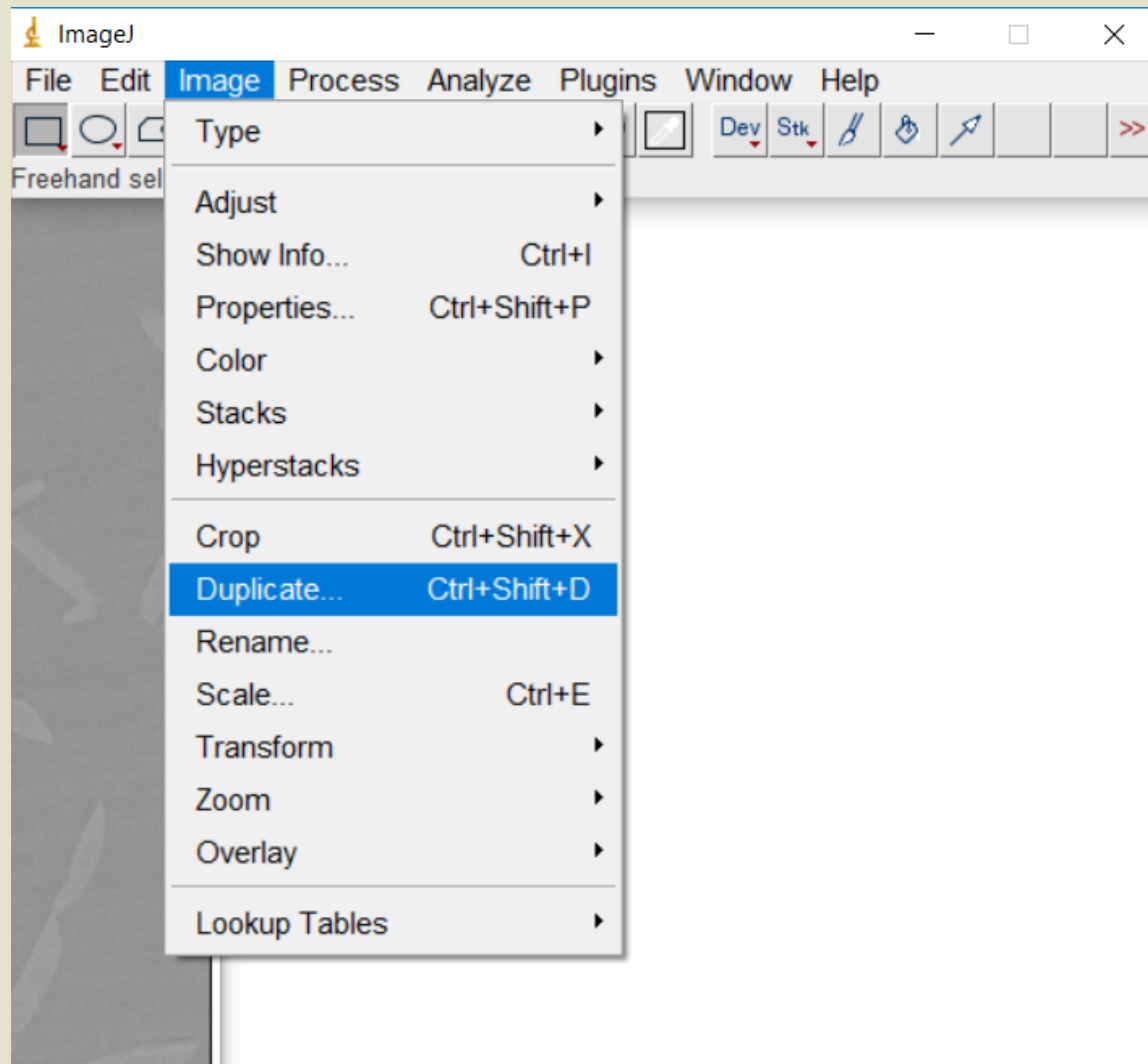 ImageJ
File Edit Image Process Analyze Plugins Window Help
Dev Stk >>
Freehand sel
Type
Adjust
Show Info... Ctrl+I
Properties... Ctrl+Shift+P
Color
Stacks
Hyperstacks
Crop Ctrl+Shift+X
Duplicate... Ctrl+Shift+D
Rename...
Scale... Ctrl+E
Transform
Zoom
Overlay
Lookup Tables